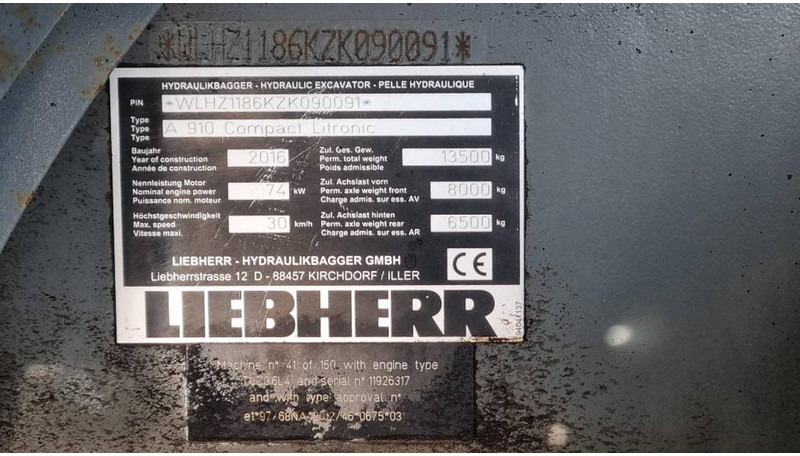 *WLHZ1186KZK090091*
HYDRAULIKBAGGER - HYDRAULIC EXCAVATOR - PELLE HYDRAULIQUE
PIN *WLHZ1186KZK090091*
Type
Type A 910 Compact Litronic
Type
Baujahr Zul. Ges. Gew.
Year of construction 2016 Perm. total weight 13500 kg
Année de construction Poids admissible
Nennleistung Motor Zul. Achslast vorn
Nominal engine power 74 kW Perm. axle weight front 8000 kg
Puissance nom. moteur Charge admis. sur ess. AV
Höchstgeschwindigkeit Zul. Achslast hinten
Max. speed 30 km/h Perm. axle weight rear 6500 kg
Vitesse maxi. Charge admis. sur ess. AR
LIEBHERR - HYDRAULIKBAGGER GMBH
Liebherrstrasse 12 D - 88457 KIRCHDORF / ILLER
CE
LIEBHERR
Machine n° 41 of 150 with engine type
and serial n° 11926317
and with type approval n°